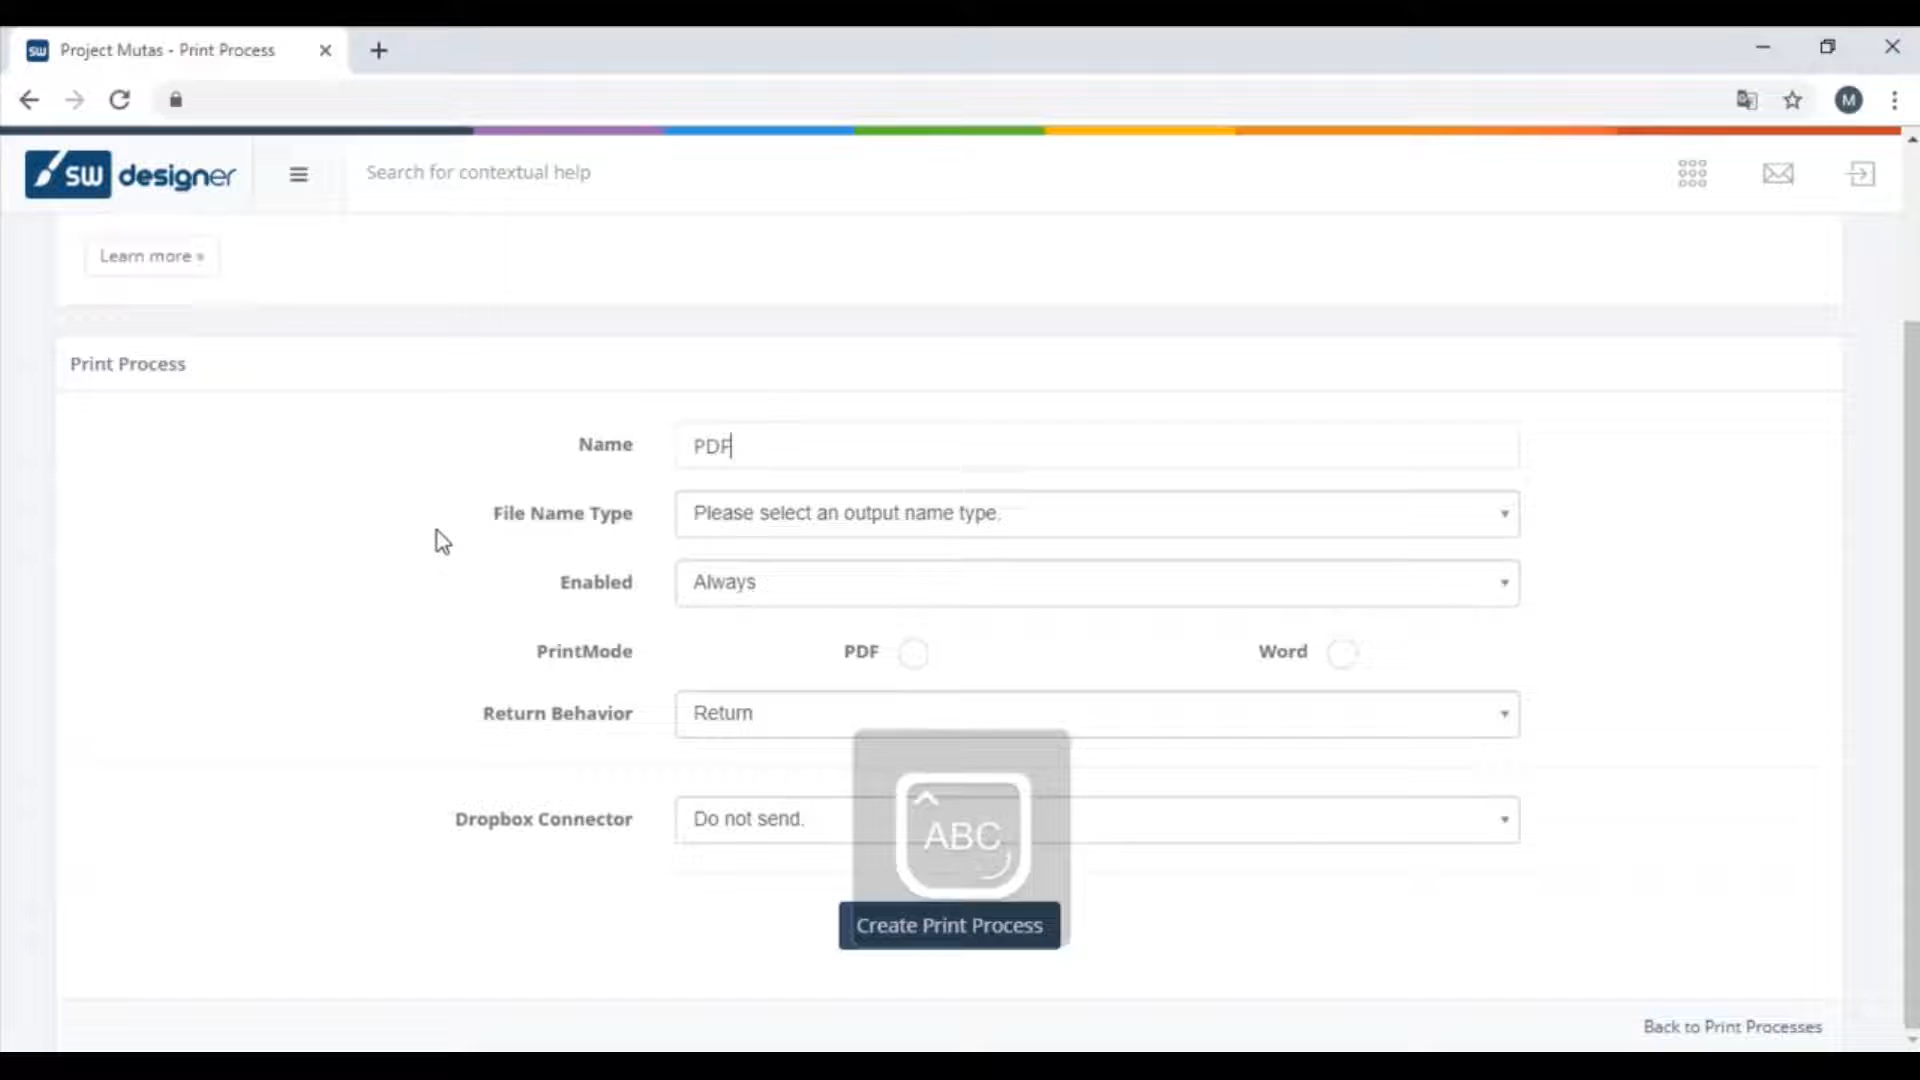 sw Project Mutas - Print Process
M
sw designer
Search for contextual help
Learn more »
Print Process
Name PDF
File Name Type Please select an output name type.
Enabled Always
PrintMode PDF Word
Return Behavior Return
Dropbox Connector Do not send.
ABC
Create Print Process
Back to Print Processes